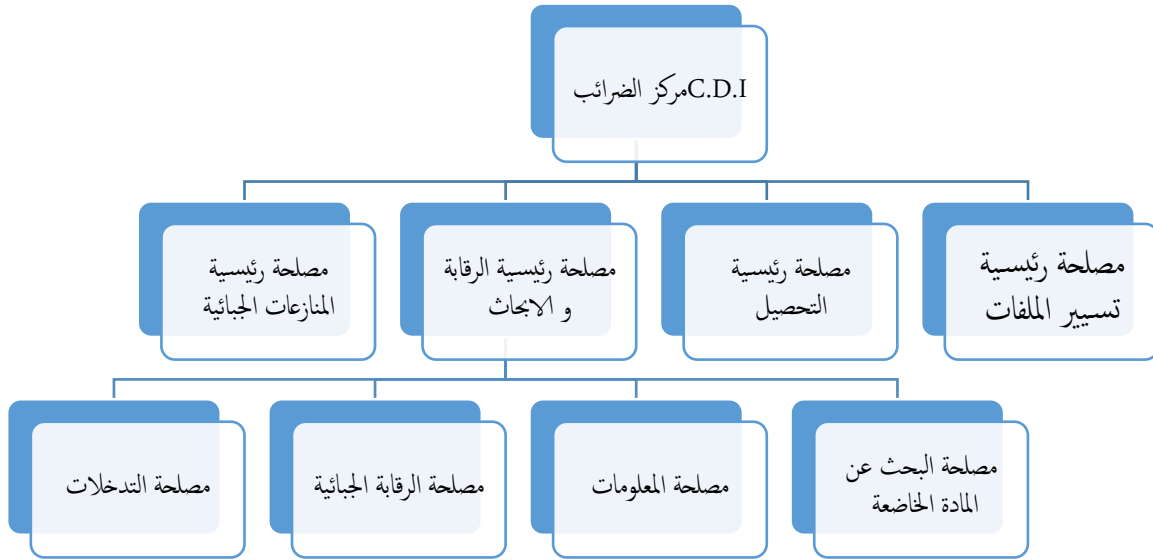 C.D.Iمركز الضرائب
مصلحة رئيسية
تسيير الملفات
مصلحة رئيسية
التحصيل
مصلحة رئيسية الرقابة
و الابحاث
مصلحة رئيسية
المنازعات الجبائية
مصلحة البحث عن
المادة الخاضعة
مصلحة المعلومات
مصلحة الرقابة الجبائية
مصلحة التدخلات